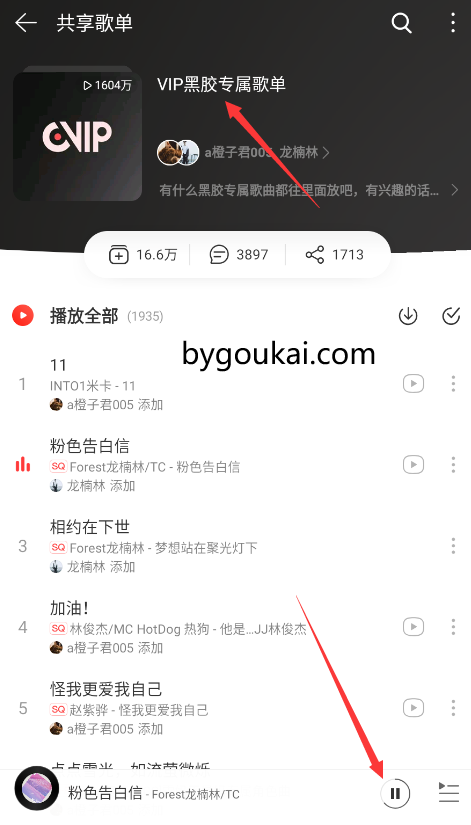 共享歌单
1604万
VIP
VIP黑胶专属歌单
a橙子君005 龙楠林
有什么黑胶专属歌曲都往里面放吧，有兴趣的话...
16.6万
3897
1713
播放全部 (1935)
bygoukai.com
1
11
INTO1米卡 - 11
a橙子君005 添加
粉色告白信
SQ Forest龙楠林/TC - 粉色告白信
龙楠林 添加
3
相约在下世
SQ Forest龙楠林 - 梦想站在聚光灯下
龙楠林 添加
4
加油！
SQ 林俊杰/MC HotDog 热狗 - 他是...JJ林俊杰
a橙子君005 添加
5
怪我更爱我自己
SQ 赵紫骅 - 怪我更爱我自己
a橙子君005 添加
粉色告白信 - Forest龙楠林/TC